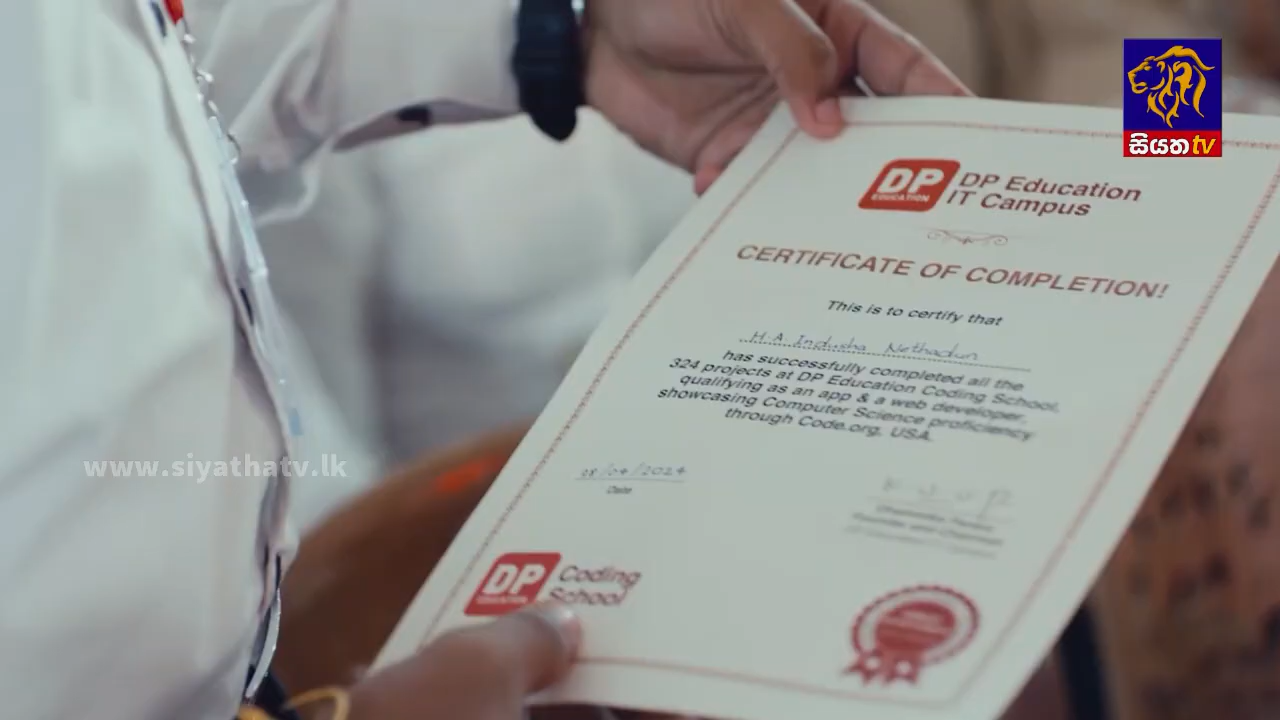 සියත tv
DP
EDUCATION
DP Education
IT Campus
CERTIFICATE OF COMPLETION!
This is to certify that
H.A. Indusha Nethadun
has successfully completed all the
324 projects at DP Education Coding School,
qualifying as an app & a web developer,
showcasing Computer Science proficiency
through Code.org, USA.
www.siyathatv.lk
08/04/2024
Date
DP
EDUCATION
Coding
School